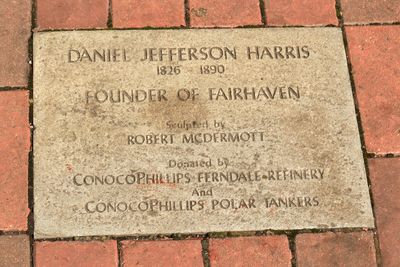 DANIEL JEFFERSON HARRIS
1826 - 1890
FOUNDER OF FAIRHAVEN
Sculpted by
ROBERT MCDERMOTT
Donated by
CONOCOPHILLIPS FERNDALE REFINERY
And
CONOCOPHILLIPS POLAR TANKERS